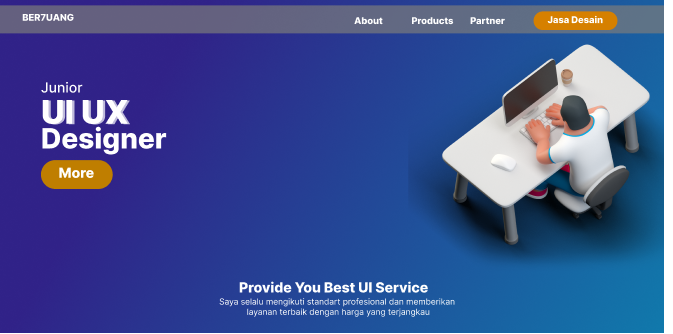 BER7UANG
About
Products
Partner
Jasa Desain
Junior
UI UX
Designer
More
Provide You Best UI Service
Saya selalu mengikuti standart profesional dan memberikan
layanan terbaik dengan harga yang terjangkau